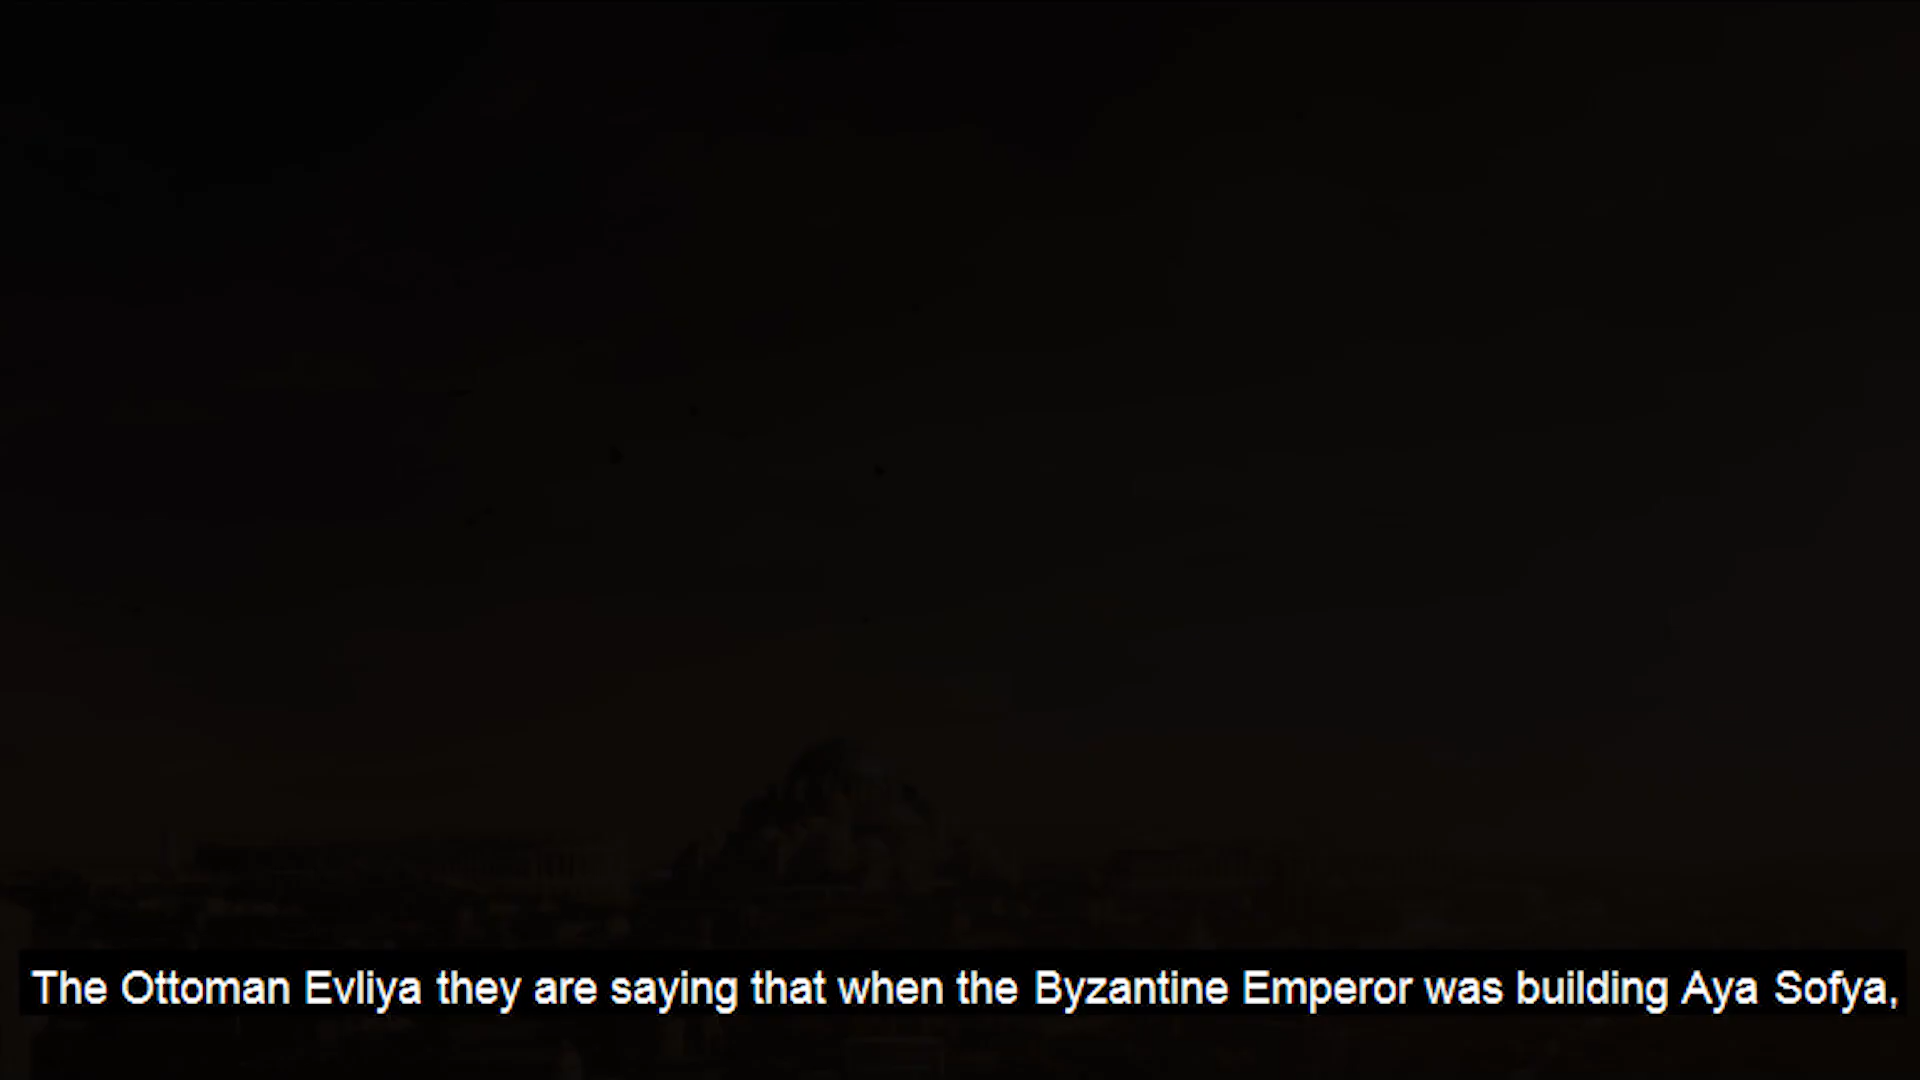 The Ottoman Evliya they are saying that when the Byzantine Emperor was building Aya Sofya,